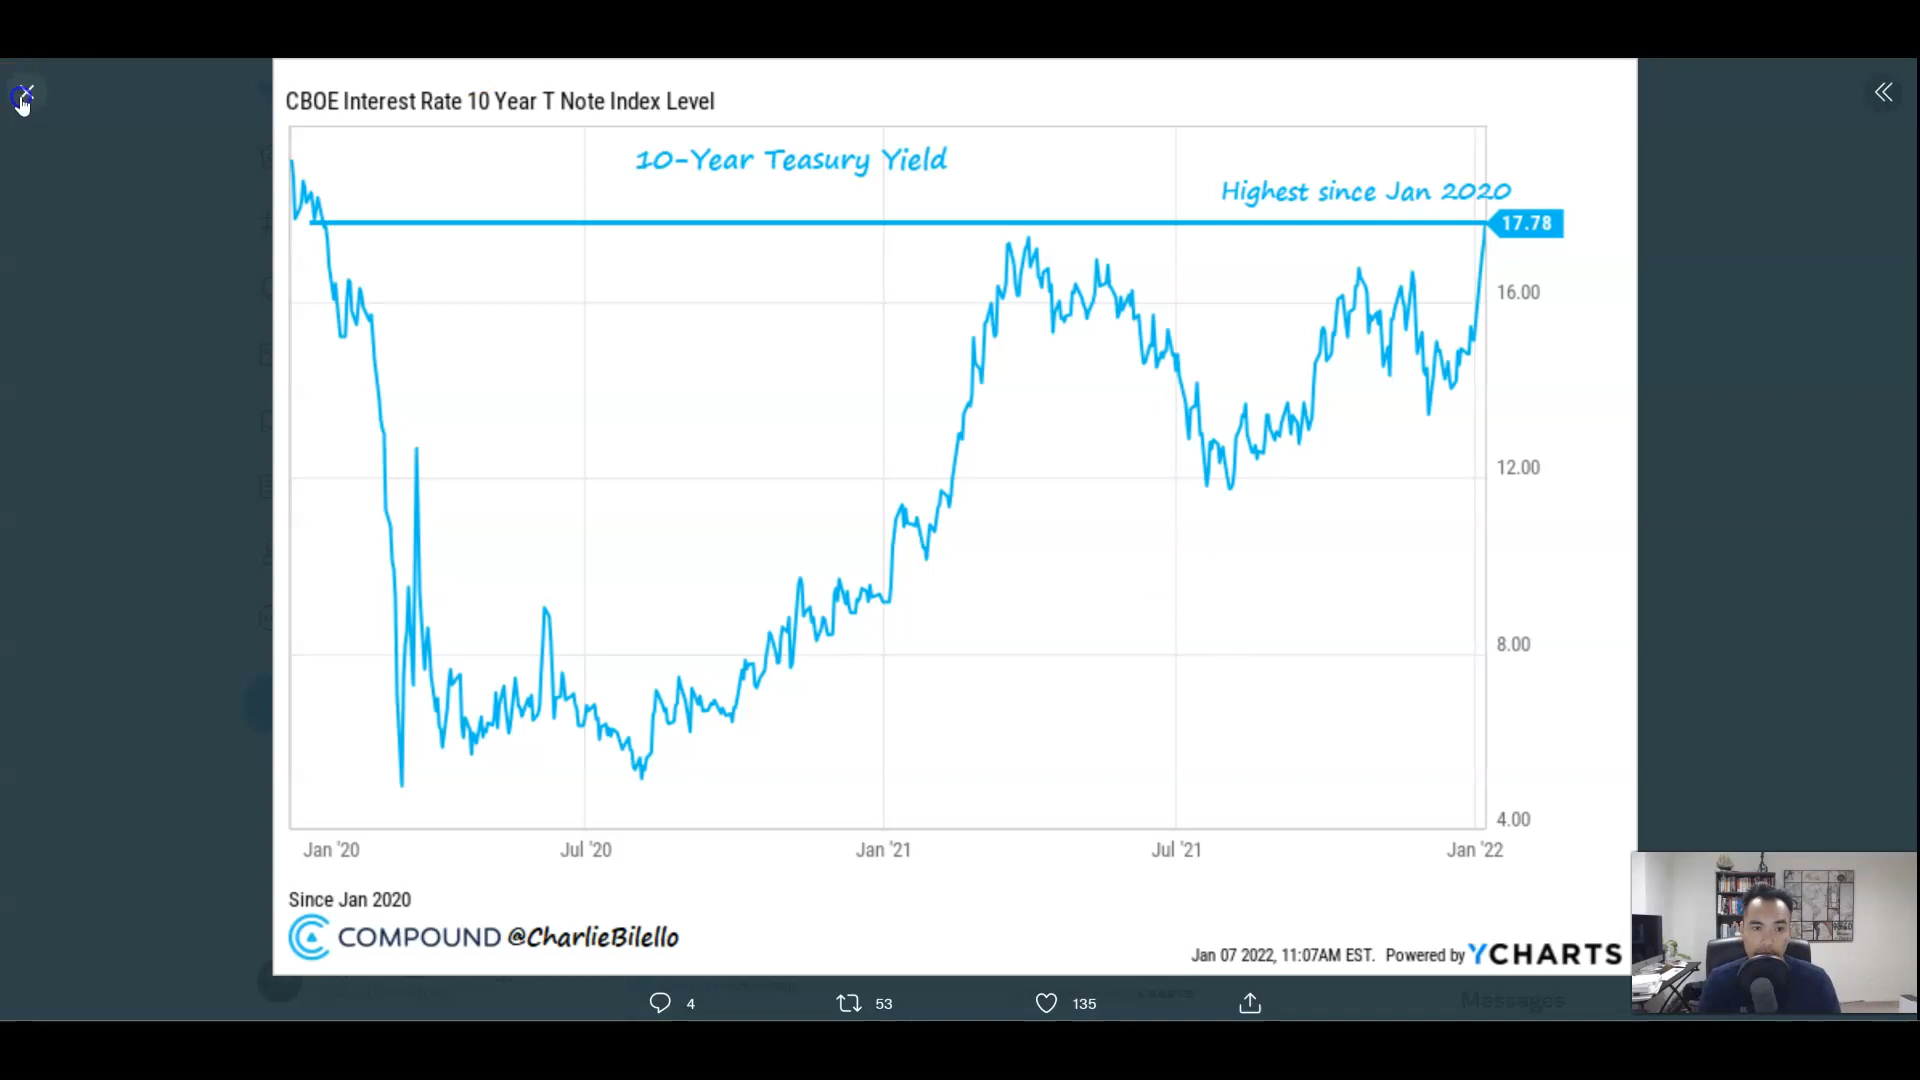 CBOE Interest Rate 10 Year T Note Index Level
10-Year Teasury Yield
Highest since Jan 2020
17.78
16.00
12.00
8.00
4.00
Jan '20 Jul '20 Jan '21 Jul '21 Jan '22
Since Jan 2020
COMPOUND @CharlieBilello
Jan 07 2022, 11:07AM EST. Powered by YCHARTS
4 53 135
Messages